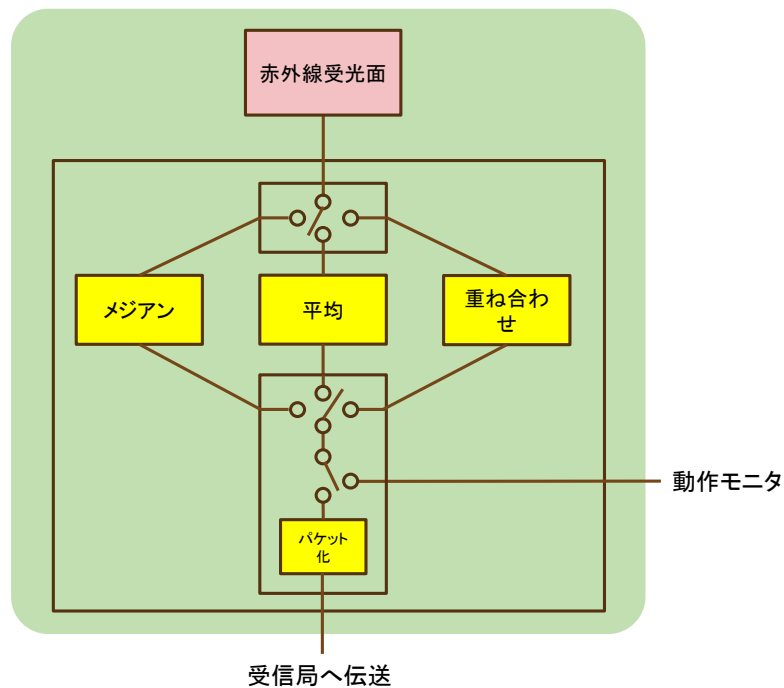 赤外線受光面
メジアン
平均
重ね合わ
せ
動作モニタ
パケット
化
受信局へ伝送